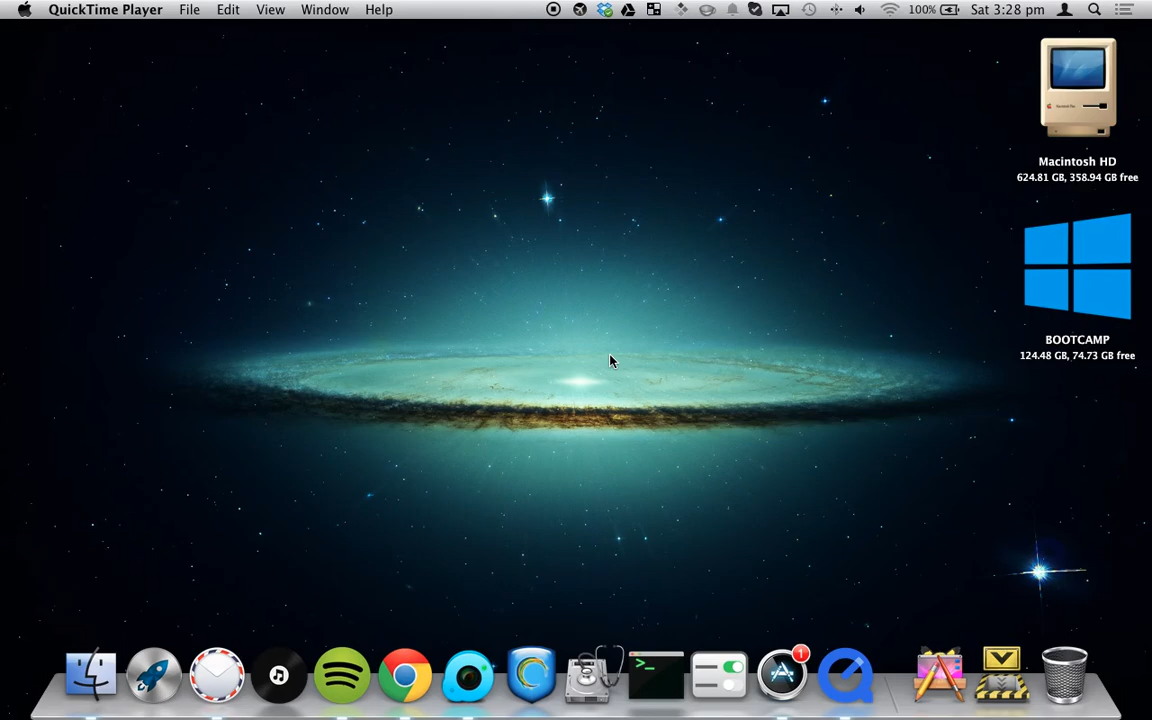 QuickTime Player File Edit View Window Help 100% Sat 3:28 pm
Macintosh HD
624.81 GB, 358.94 GB free
BOOTCAMP
124.48 GB, 74.73 GB free
>_
1